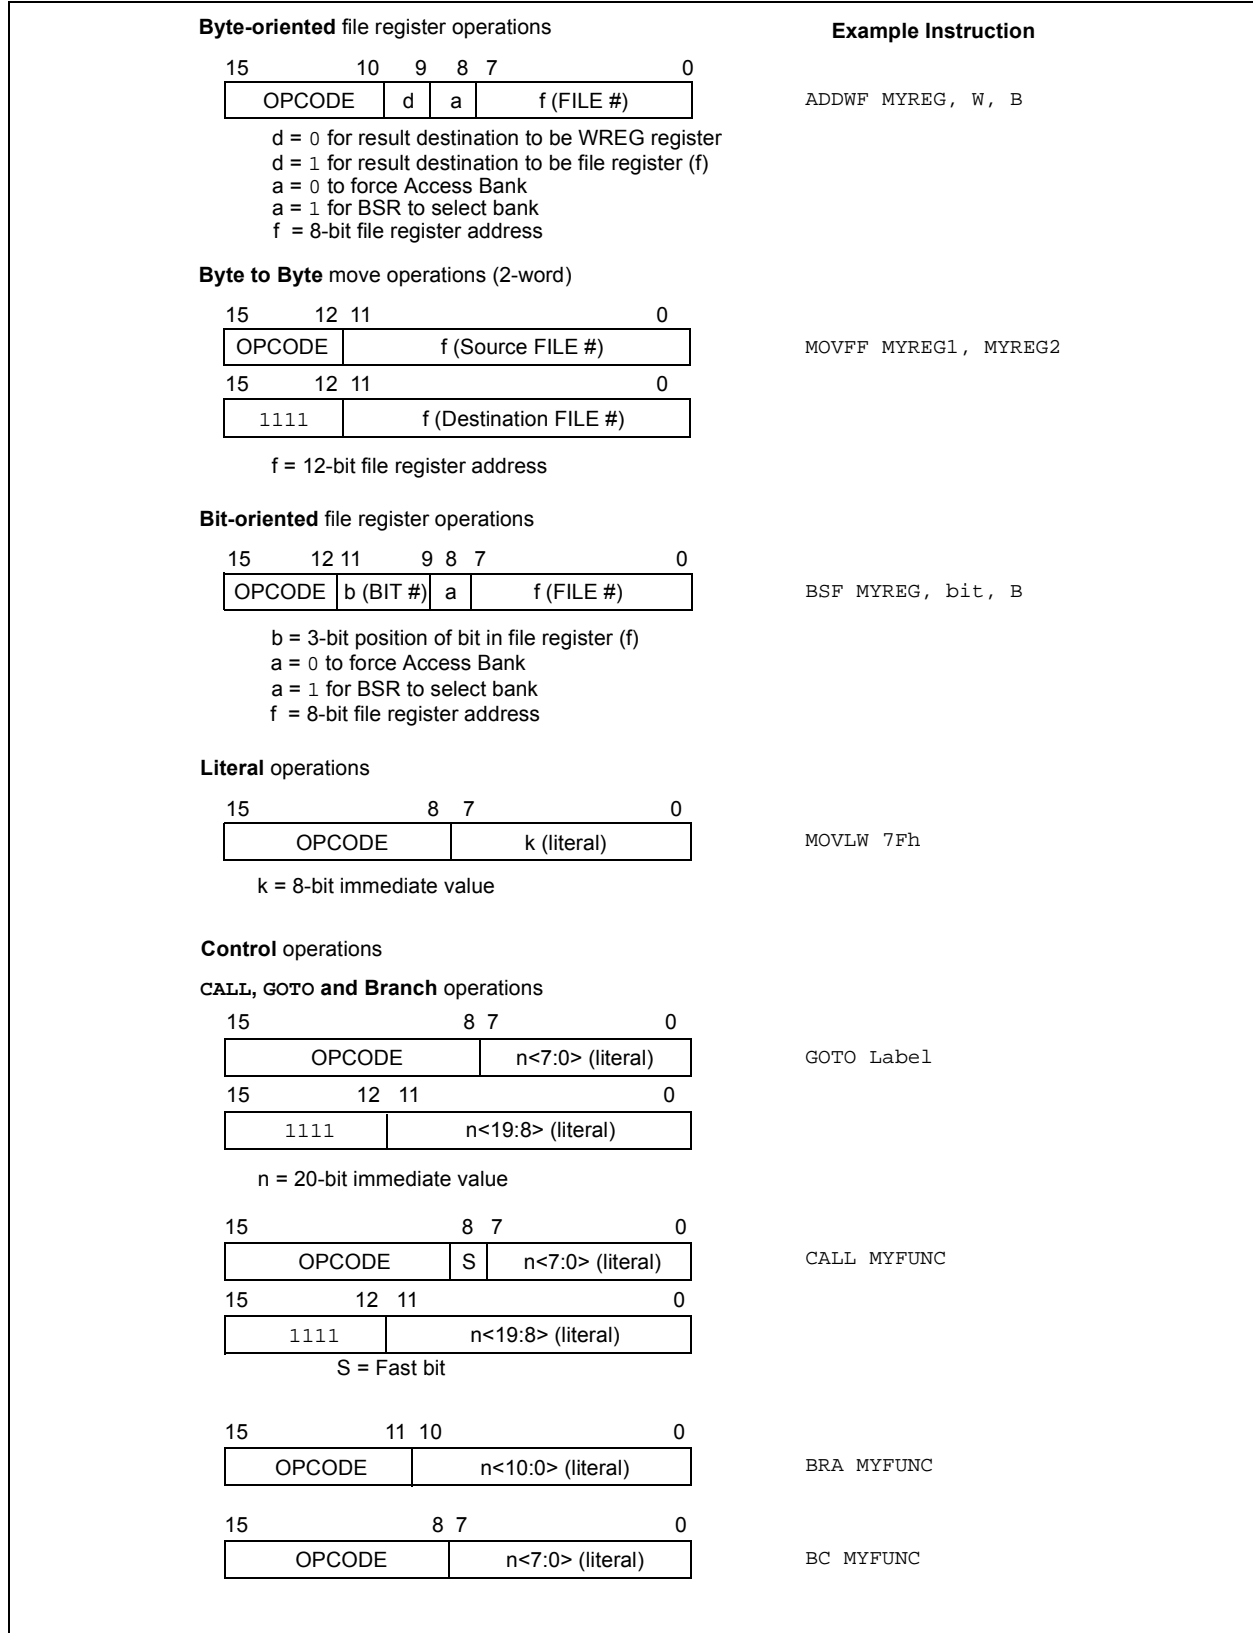 Byte-oriented file register operations Example Instruction
15 10 9 8 7 0
OPCODE d a f (FILE #) ADDWF MYREG, W, B
d = 0 for result destination to be WREG register
d = 1 for result destination to be file register (f)
a = 0 to force Access Bank
a = 1 for BSR to select bank
f = 8-bit file register address
Byte to Byte move operations (2-word)
15 12 11 0
OPCODE f (Source FILE #) MOVFF MYREG1, MYREG2
15 12 11 0
1111 f (Destination FILE #)
f = 12-bit file register address
Bit-oriented file register operations
15 12 11 9 8 7 0
OPCODE b (BIT #) a f (FILE #) BSF MYREG, bit, B
b = 3-bit position of bit in file register (f)
a = 0 to force Access Bank
a = 1 for BSR to select bank
f = 8-bit file register address
Literal operations
15 8 7 0
OPCODE k (literal) MOVLW 7Fh
k = 8-bit immediate value
Control operations
CALL, GOTO and Branch operations
15 8 7 0
OPCODE n<7:0> (literal) GOTO Label
15 12 11 0
1111 n<19:8> (literal)
n = 20-bit immediate value
15 8 7 0
OPCODE S n<7:0> (literal) CALL MYFUNC
15 12 11 0
1111 n<19:8> (literal)
S = Fast bit
15 11 10 0
OPCODE n<10:0> (literal) BRA MYFUNC
15 8 7 0
OPCODE n<7:0> (literal) BC MYFUNC